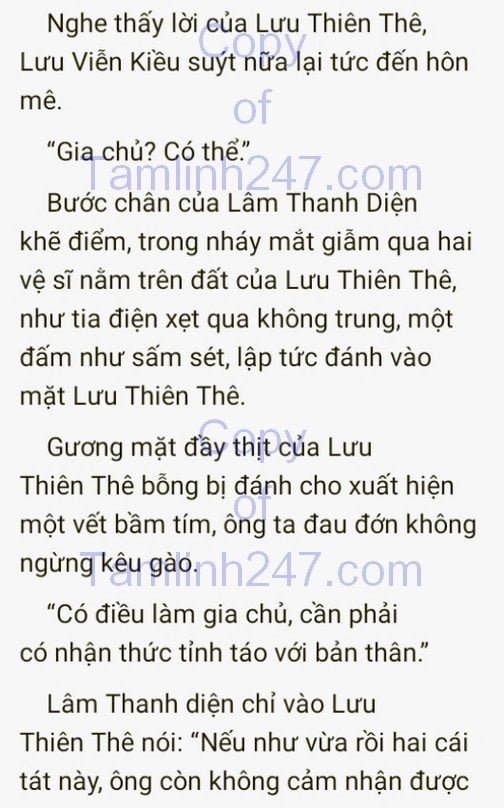 Nghe thấy lời của Lưu Thiên Thê,
Lưu Viễn Kiều suýt nữa lại tức đến hôn
mê.
“Gia chủ? Có thể.”
Bước chân của Lâm Thanh Diện
khẽ điểm, trong nháy mắt giẫm qua hai
vệ sĩ nằm trên đất của Lưu Thiên Thê,
như tia điện xẹt qua không trung, một
đấm như sấm sét, lập tức đánh vào
mặt Lưu Thiên Thê.
Gương mặt đầy thịt của Lưu
Thiên Thê bỗng bị đánh cho xuất hiện
một vết bầm tím, ông ta đau đớn không
ngừng kêu gào.
“Có điều làm gia chủ, cần phải
có nhận thức tỉnh táo với bản thân.”
Lâm Thanh diện chỉ vào Lưu
Thiên Thê nói: “Nếu như vừa rồi hai cái
tát này, ông còn không cảm nhận được
Copy
of
Tamlinh247.com
Copy
of
Tamlinh247.com